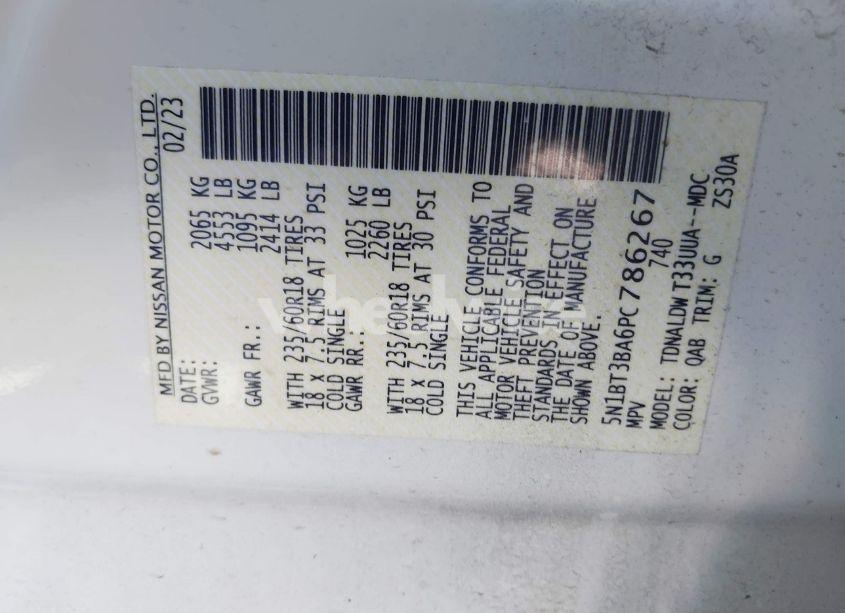 MFD BY NISSAN MOTOR CO., LTD.
DATE: 02/23
GVWR: 2065 KG
4553 LB
GAWR FR.: 1095 KG
2414 LB
WITH 235/60R18 TIRES
18 x 7.5 RIMS AT 33 PSI
COLD SINGLE
GAWR RR.: 1025 KG
2260 LB
WITH 235/60R18 TIRES
18 x 7.5 RIMS AT 30 PSI
COLD SINGLE
THIS VEHICLE CONFORMS TO
ALL APPLICABLE FEDERAL
MOTOR VEHICLE SAFETY AND
THEFT PREVENTION
STANDARDS IN EFFECT ON
THE DATE OF MANUFACTURE
SHOWN ABOVE.
5N1BT3BA6PC786267
MPV 740
MODEL: TDNALDW T33UUA--MDC
COLOR: QAB TRIM: G ZS30A